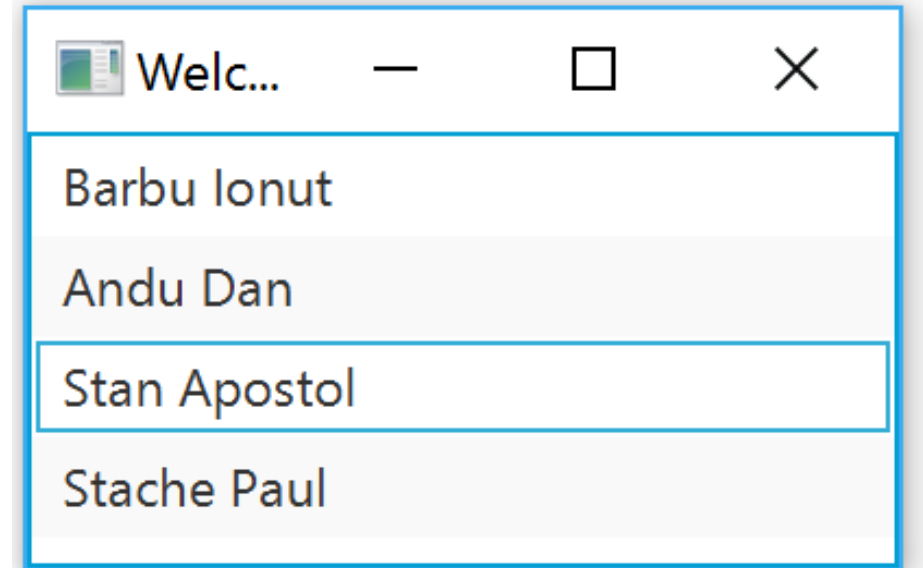 Welc...
Barbu Ionut
Andu Dan
Stan Apostol
Stache Paul